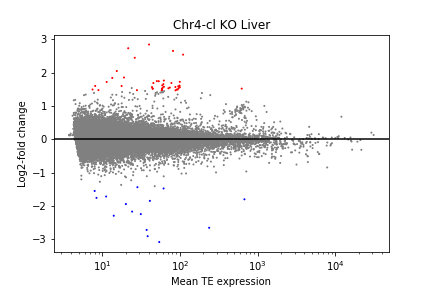 Chr4-cl KO Liver
Log2-fold change
3
2
1
0
−1
−2
−3
10¹ 10² 10³ 10⁴
Mean TE expression